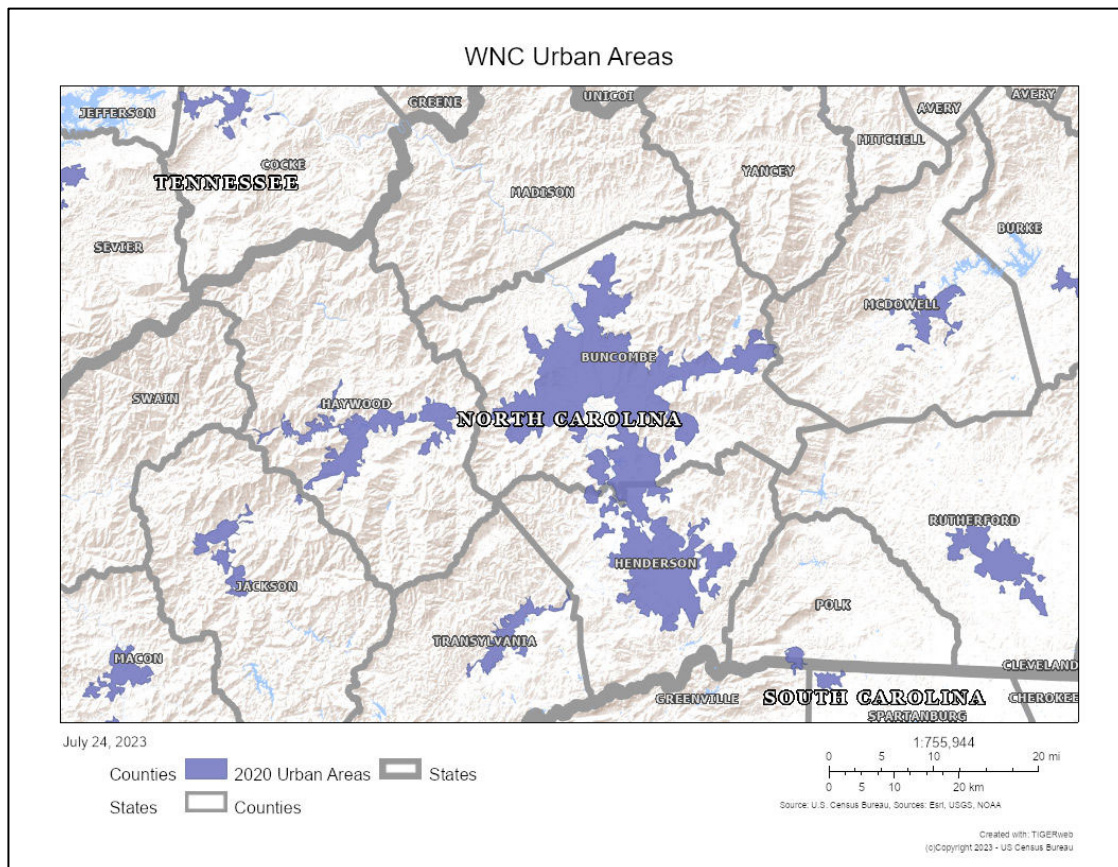 WNC Urban Areas
JEFFERSON
GREENE
UNICOI
AVERY
AVERY
MITCHELL
COCKE
TENNESSEE
YANCEY
MADISON
SEVIER
BURKE
MCDOWELL
BUNCOMBE
SWAIN
HAYWOOD
NORTH CAROLINA
RUTHERFORD
HENDERSON
JACKSON
POLK
TRANSYLVANIA
MACON
CLEVELAND
GREENVILLE
SOUTH CAROLINA
CHEROKEE
SPARTANBURG
July 24, 2023
1:755,944
Counties 2020 Urban Areas States
States Counties
0 5 10 20 mi
0 5 10 20 km
Source: U.S. Census Bureau, Sources: Esri, USGS, NOAA
Created with: TIGERweb
(c)Copyright 2023 - US Census Bureau